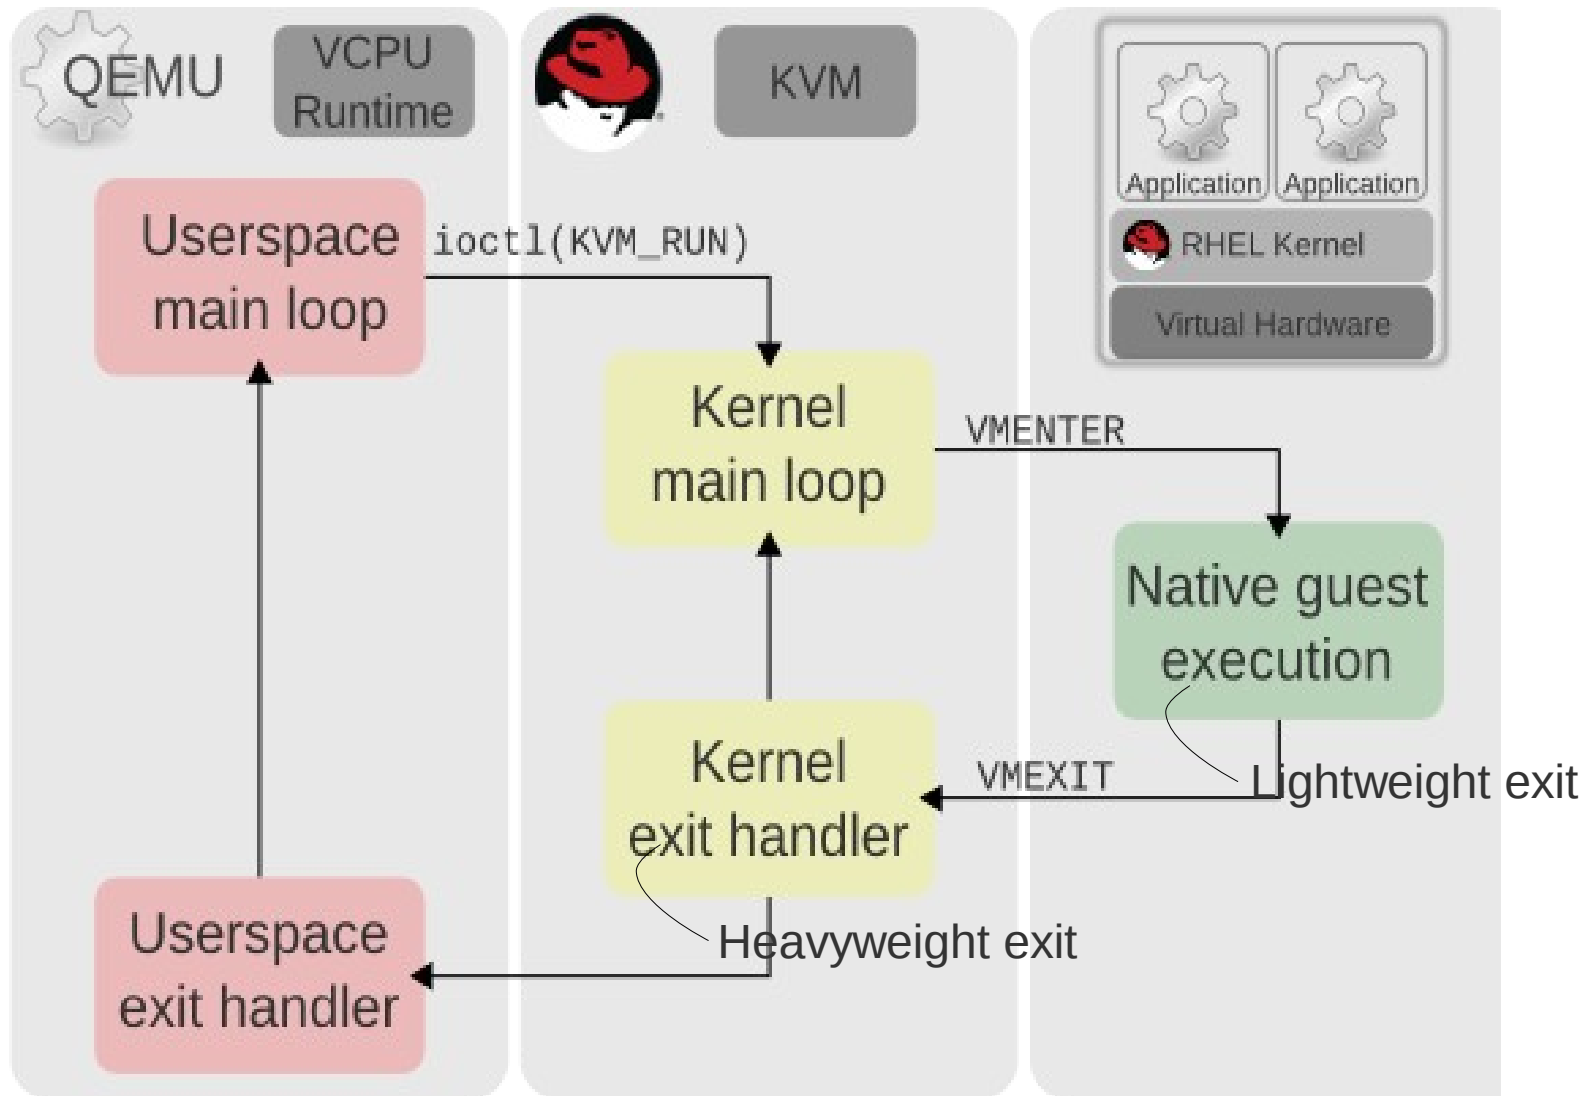 QEMU
VCPU
Runtime
KVM
Application
Application
RHEL Kernel
Virtual Hardware
Userspace
main loop
ioctl(KVM_RUN)
Kernel
main loop
VMENTER
Native guest
execution
Lightweight exit
VMEXIT
Kernel
exit handler
Heavyweight exit
Userspace
exit handler